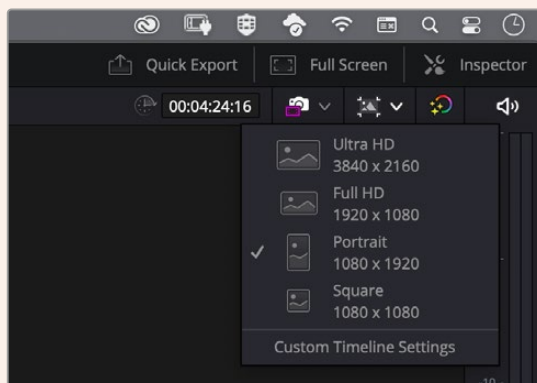 Quick Export
Full Screen
Inspector
00:04:24:16
Ultra HD
3840 x 2160
Full HD
1920 x 1080
Portrait
1080 x 1920
Square
1080 x 1080
Custom Timeline Settings
10